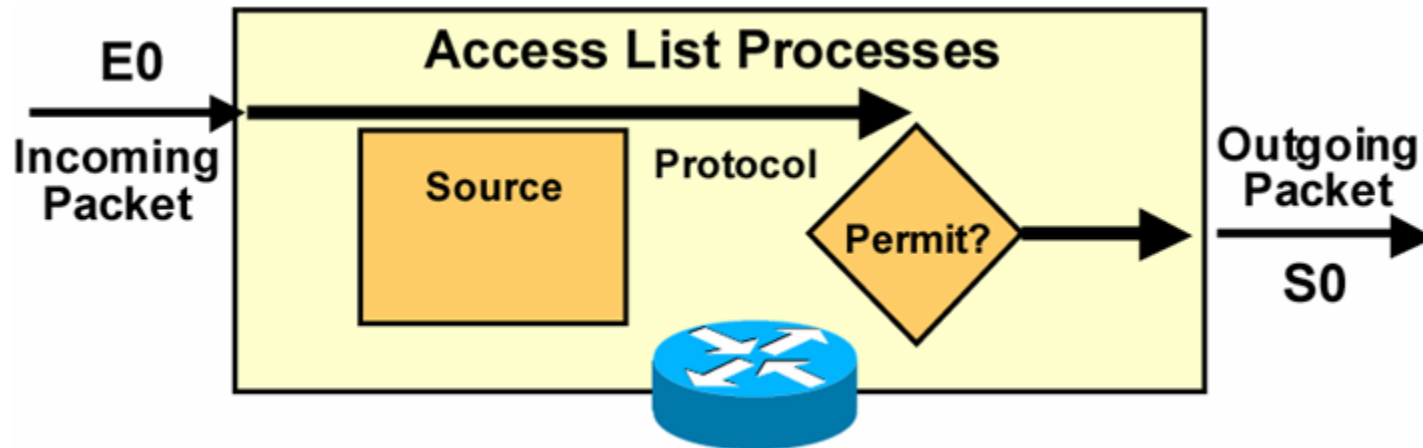 Access List Processes
E0
Incoming
Packet
Source
Protocol
Permit?
Outgoing
Packet
S0